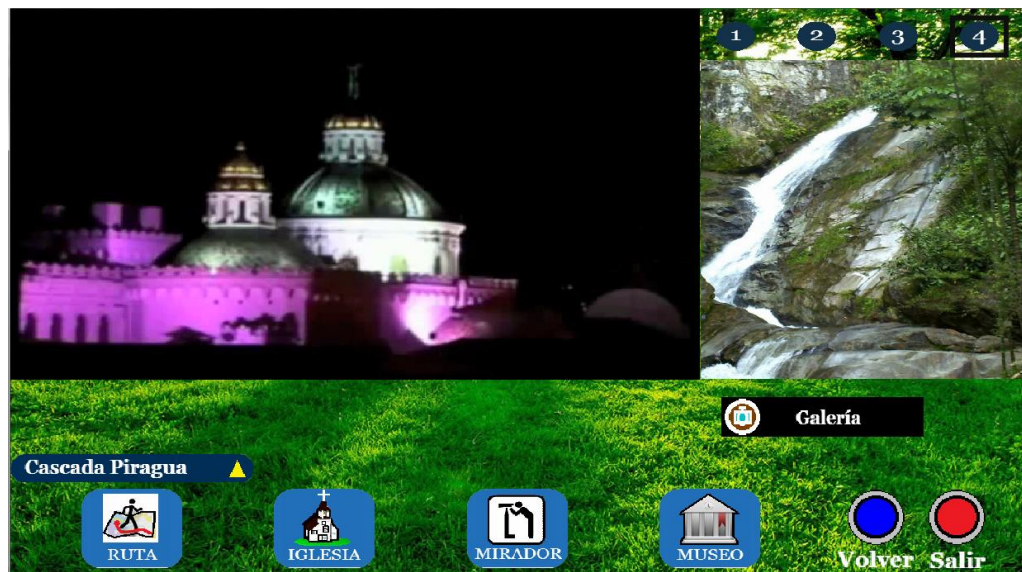 1 2 3 4
Galería
Cascada Piragua
RUTA IGLESIA MIRADOR MUSEO
Volver Salir